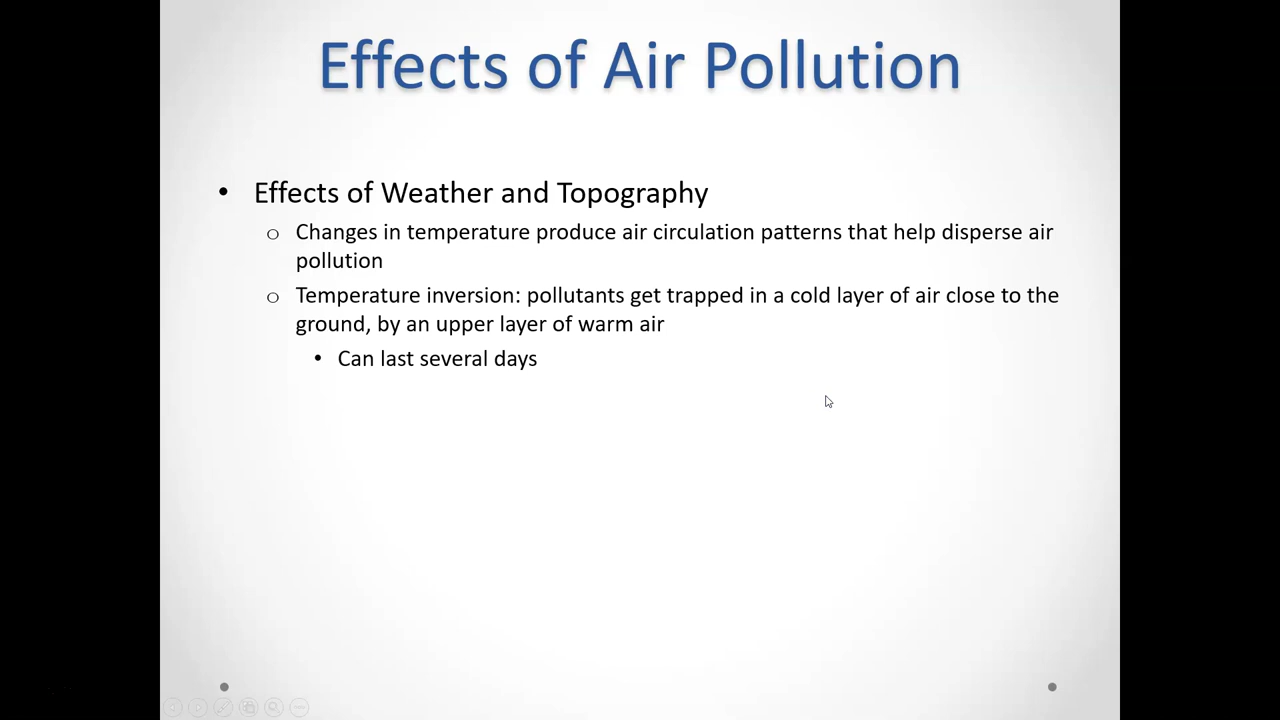 Effects of Air Pollution
• Effects of Weather and Topography
o Changes in temperature produce air circulation patterns that help disperse air
pollution
o Temperature inversion: pollutants get trapped in a cold layer of air close to the
ground, by an upper layer of warm air
• Can last several days